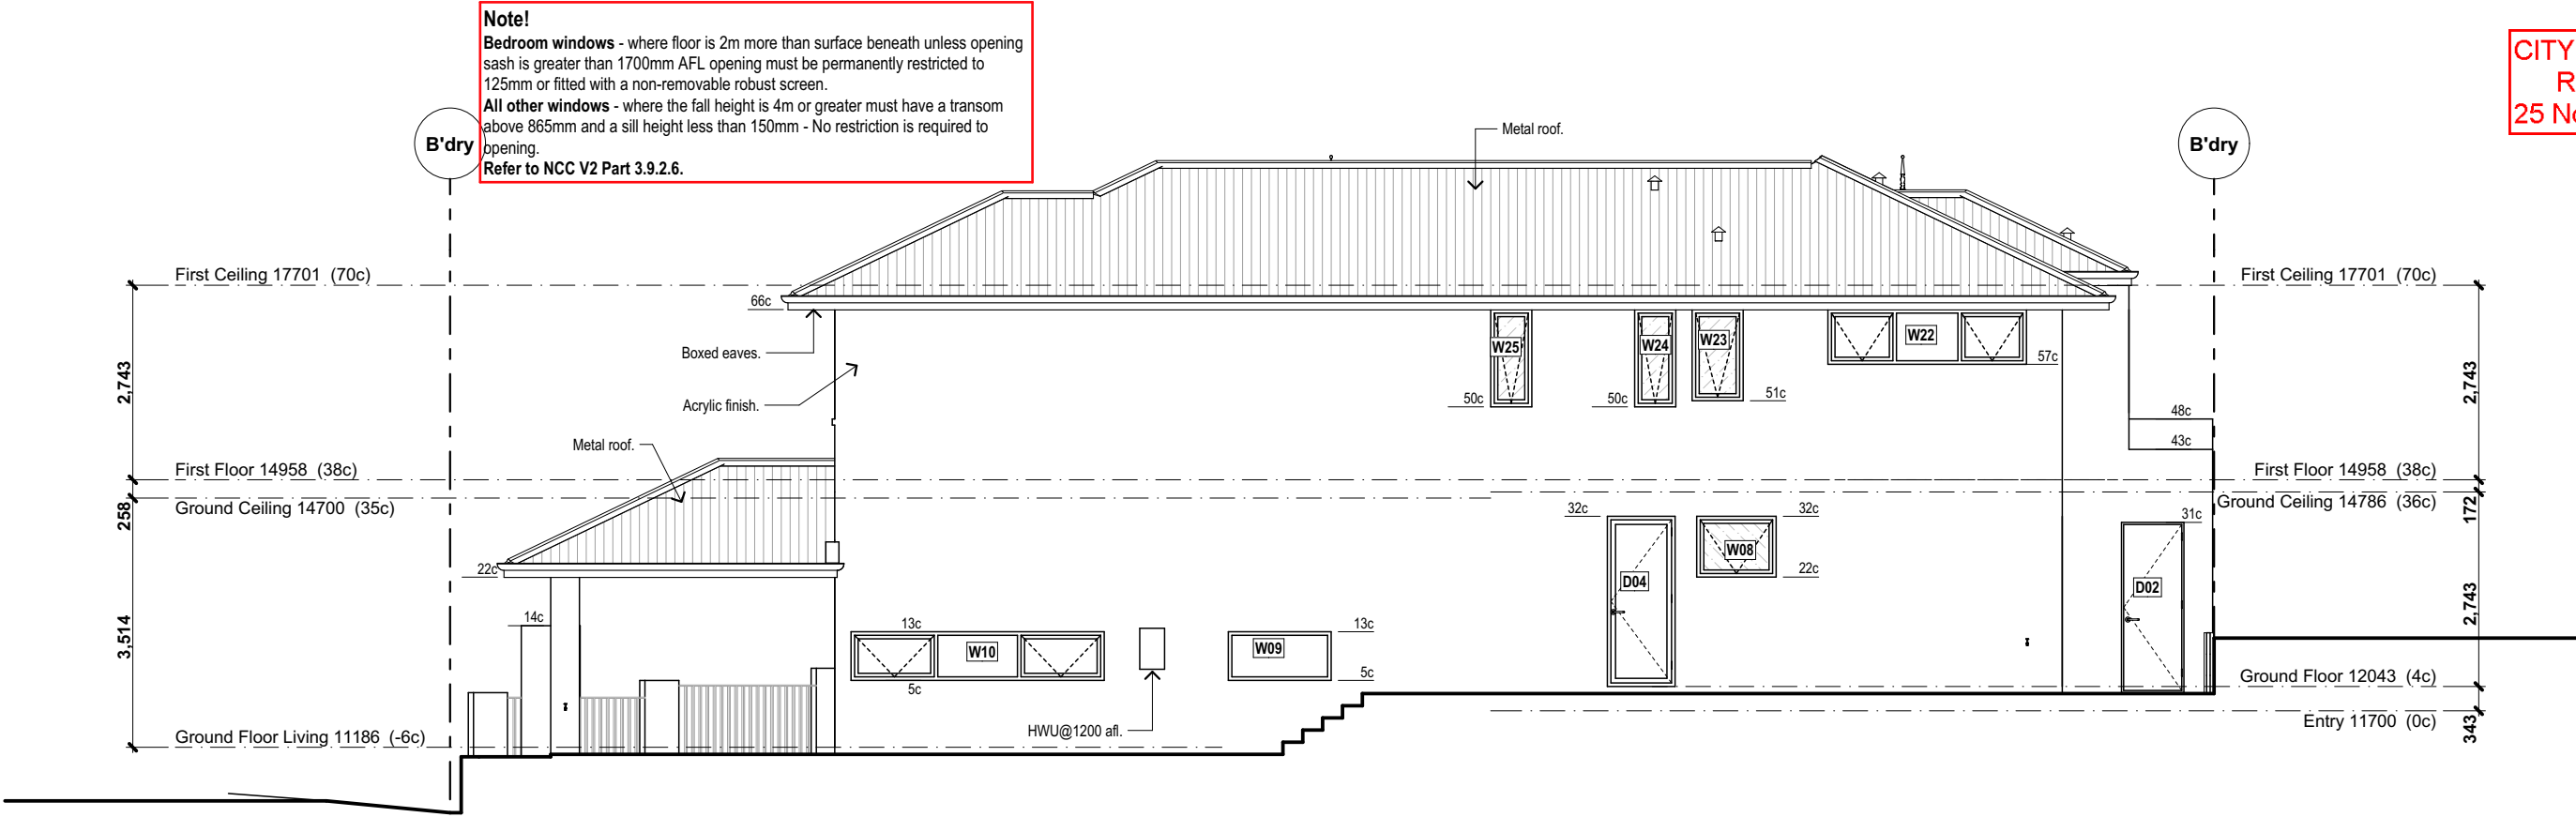 Note!
Bedroom windows - where floor is 2m more than surface beneath unless opening
sash is greater than 1700mm AFL opening must be permanently restricted to
125mm or fitted with a non-removable robust screen.
All other windows - where the fall height is 4m or greater must have a transom
above 865mm and a sill height less than 150mm - No restriction is required to
opening.
Refer to NCC V2 Part 3.9.2.6.
CITY
R
25 No
B'dry
B'dry
Metal roof.
First Ceiling 17701 (70c)
First Ceiling 17701 (70c)
66c
Boxed eaves.
W25
W24
W23
W22
57c
2,743
2,743
Acrylic finish.
50c
50c
51c
48c
43c
Metal roof.
First Floor 14958 (38c)
First Floor 14958 (38c)
258
Ground Ceiling 14700 (35c)
Ground Ceiling 14786 (36c)
172
32c
32c
31c
W08
22c
22c
D04
D02
14c
13c
13c
3,514
2,743
W10
W09
5c
5c
Ground Floor 12043 (4c)
HWU@1200 afl.
Ground Floor Living 11186 (-6c)
Entry 11700 (0c)
343